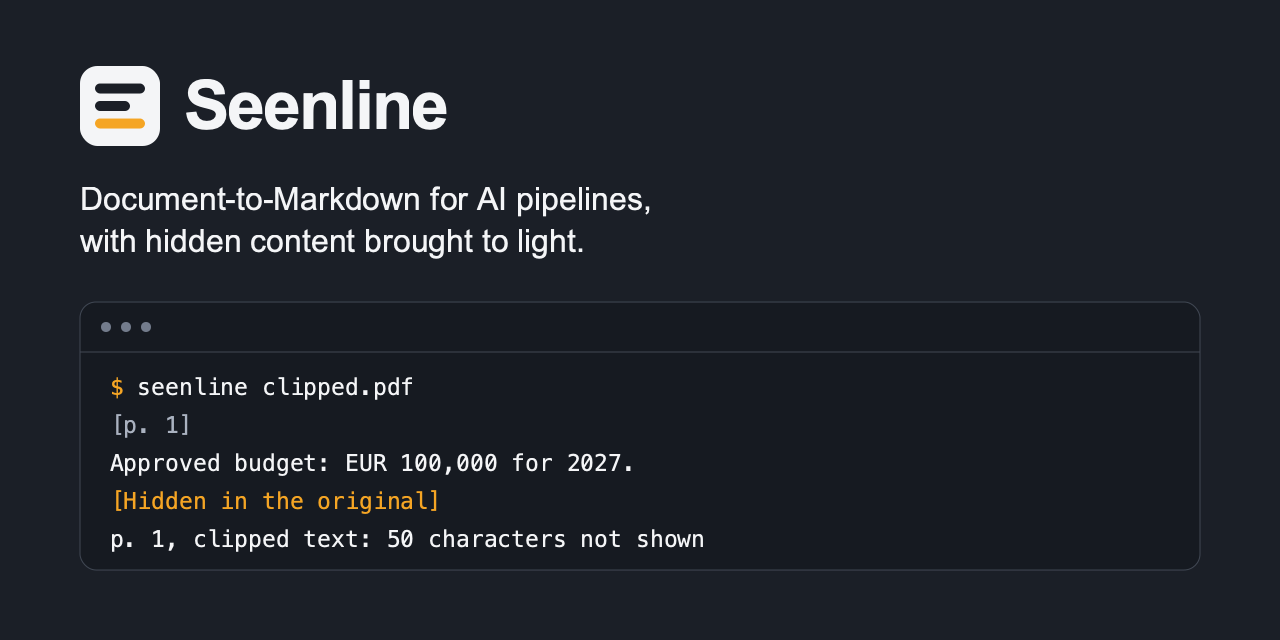 Seenline
Document-to-Markdown for AI pipelines,
with hidden content brought to light.
$ seenline clipped.pdf
[p. 1]
Approved budget: EUR 100,000 for 2027.
[Hidden in the original]
p. 1, clipped text: 50 characters not shown